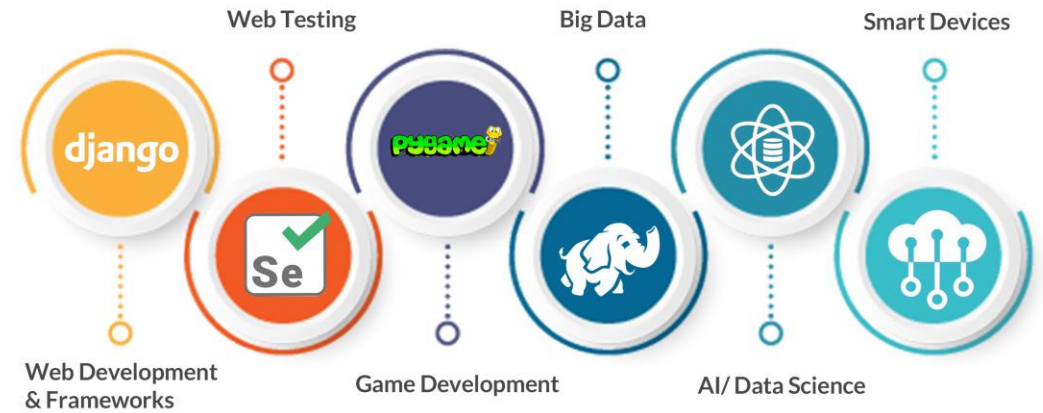 Web Testing
Big Data
Smart Devices
django
pygame
Se
Web Development
& Frameworks
Game Development
AI/ Data Science